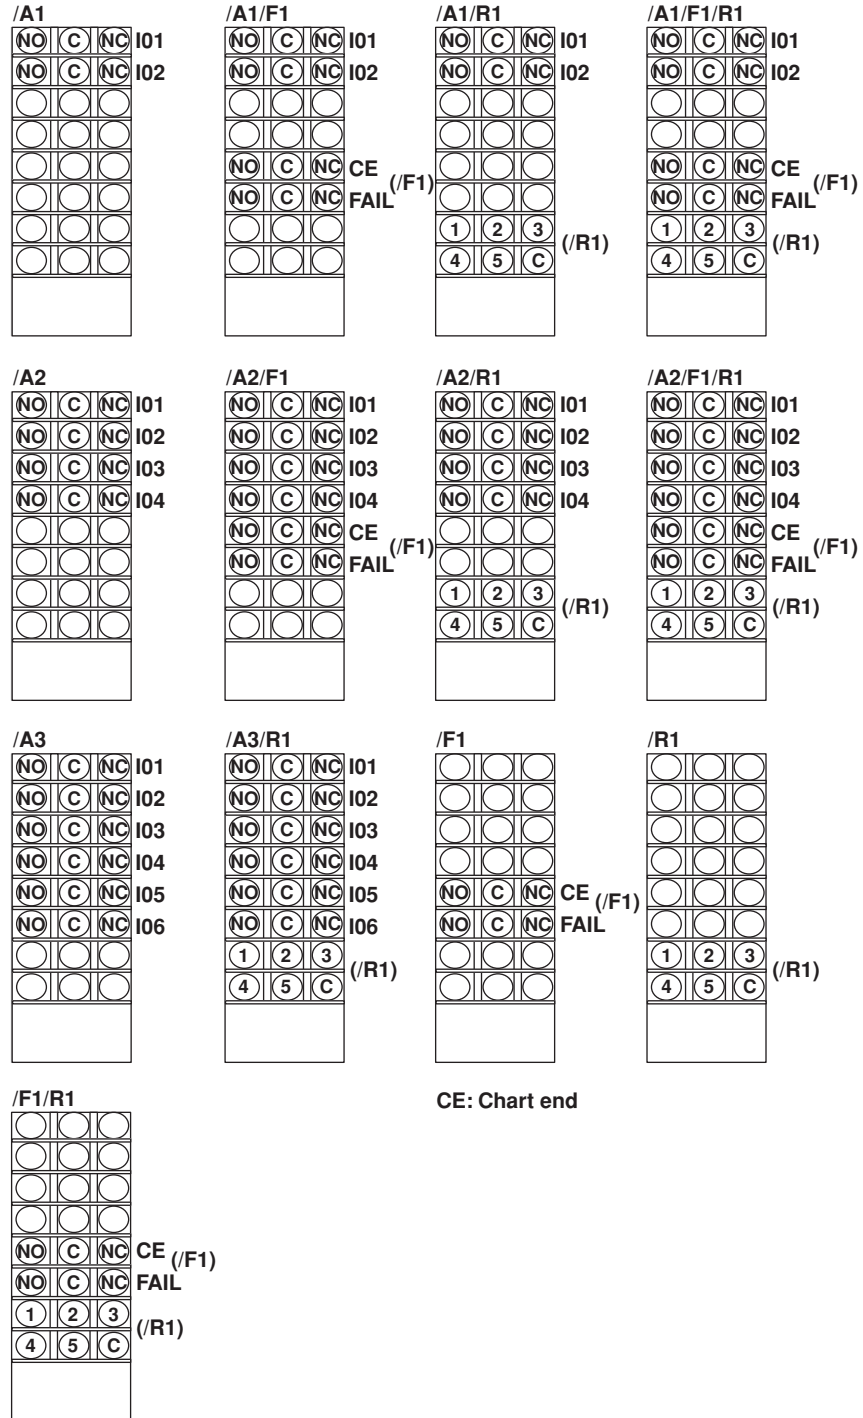 /A1
NO C NC I01
NO C NC I02
/A1/F1
NO C NC I01
NO C NC I02
NO C NC CE
(/F1)
NO C NC FAIL
/A1/R1
NO C NC I01
NO C NC I02
1 2 3
(/R1)
4 5 C
/A1/F1/R1
NO C NC I01
NO C NC I02
NO C NC CE
(/F1)
NO C NC FAIL
1 2 3
(/R1)
4 5 C
/A2
NO C NC I01
NO C NC I02
NO C NC I03
NO C NC I04
/A2/F1
NO C NC I01
NO C NC I02
NO C NC I03
NO C NC I04
NO C NC CE
(/F1)
NO C NC FAIL
/A2/R1
NO C NC I01
NO C NC I02
NO C NC I03
NO C NC I04
1 2 3
(/R1)
4 5 C
/A2/F1/R1
NO C NC I01
NO C NC I02
NO C NC I03
NO C NC I04
NO C NC CE
(/F1)
NO C NC FAIL
1 2 3
(/R1)
4 5 C
/A3
NO C NC I01
NO C NC I02
NO C NC I03
NO C NC I04
NO C NC I05
NO C NC I06
/A3/R1
NO C NC I01
NO C NC I02
NO C NC I03
NO C NC I04
NO C NC I05
NO C NC I06
1 2 3
(/R1)
4 5 C
/F1
NO C NC CE
(/F1)
NO C NC FAIL
/R1
1 2 3
(/R1)
4 5 C
/F1/R1
NO C NC CE
(/F1)
NO C NC FAIL
1 2 3
(/R1)
4 5 C
CE: Chart end